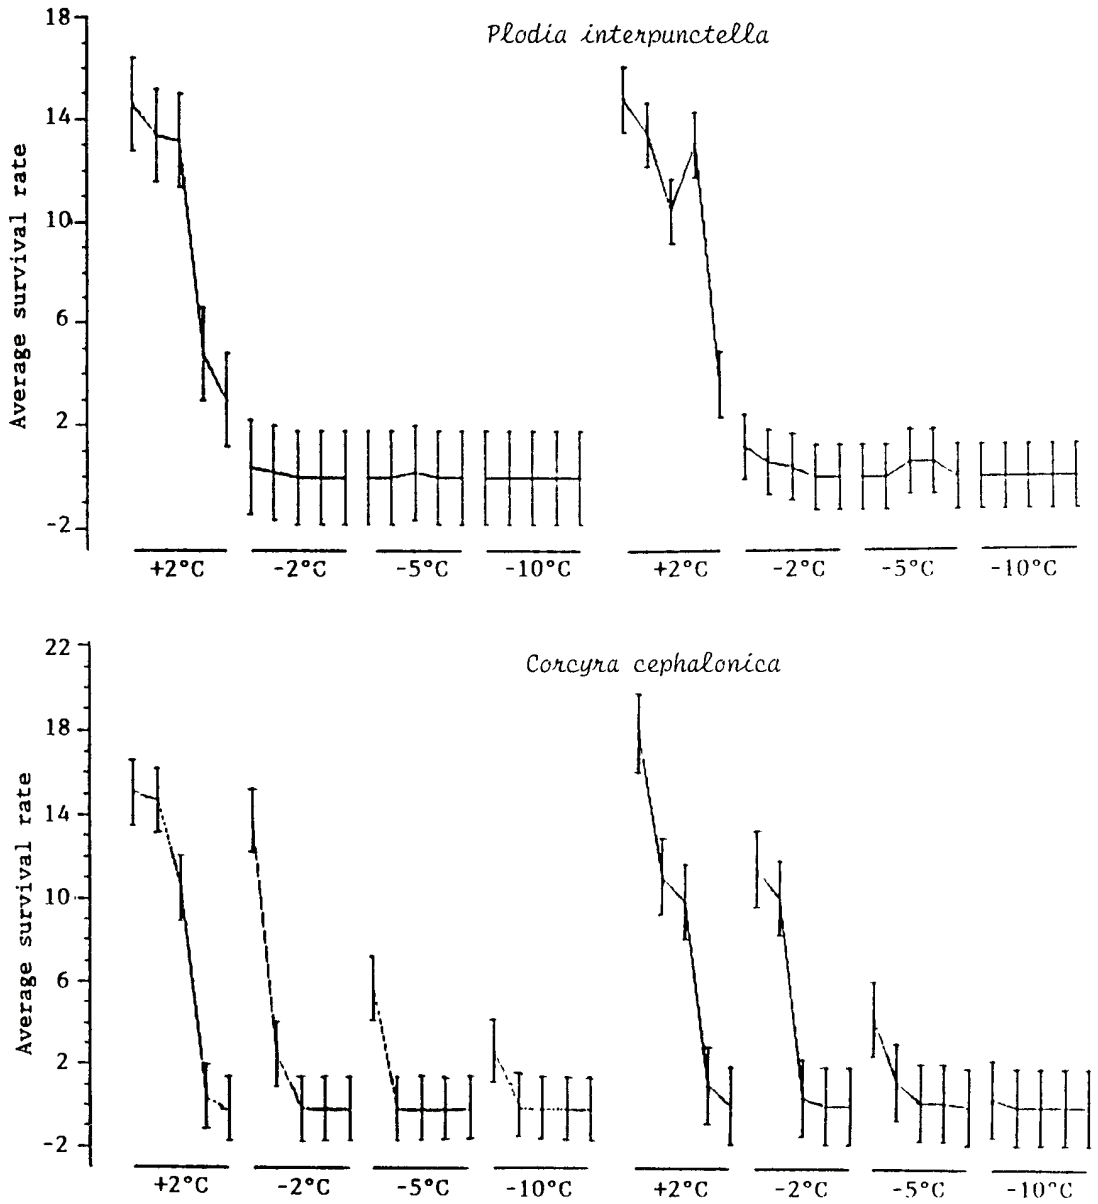 Plodia interpunctella
Average survival rate
18
14
10
6
2
-2
+2°C -2°C -5°C -10°C +2°C -2°C -5°C -10°C
Corcyra cephalonica
Average survival rate
22
18
14
10
6
2
-2
+2°C -2°C -5°C -10°C +2°C -2°C -5°C -10°C